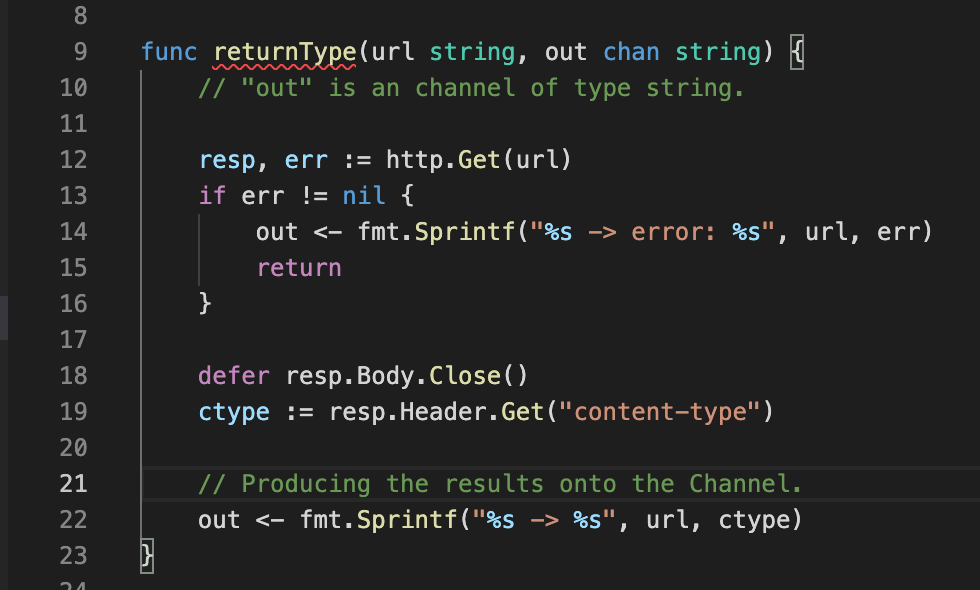 8
9 func returnType(url string, out chan string) {
10 // "out" is an channel of type string.
11
12 resp, err := http.Get(url)
13 if err != nil {
14 out <- fmt.Sprintf("%s -> error: %s", url, err)
15 return
16 }
17
18 defer resp.Body.Close()
19 ctype := resp.Header.Get("content-type")
20
21 // Producing the results onto the Channel.
22 out <- fmt.Sprintf("%s -> %s", url, ctype)
23 }
24